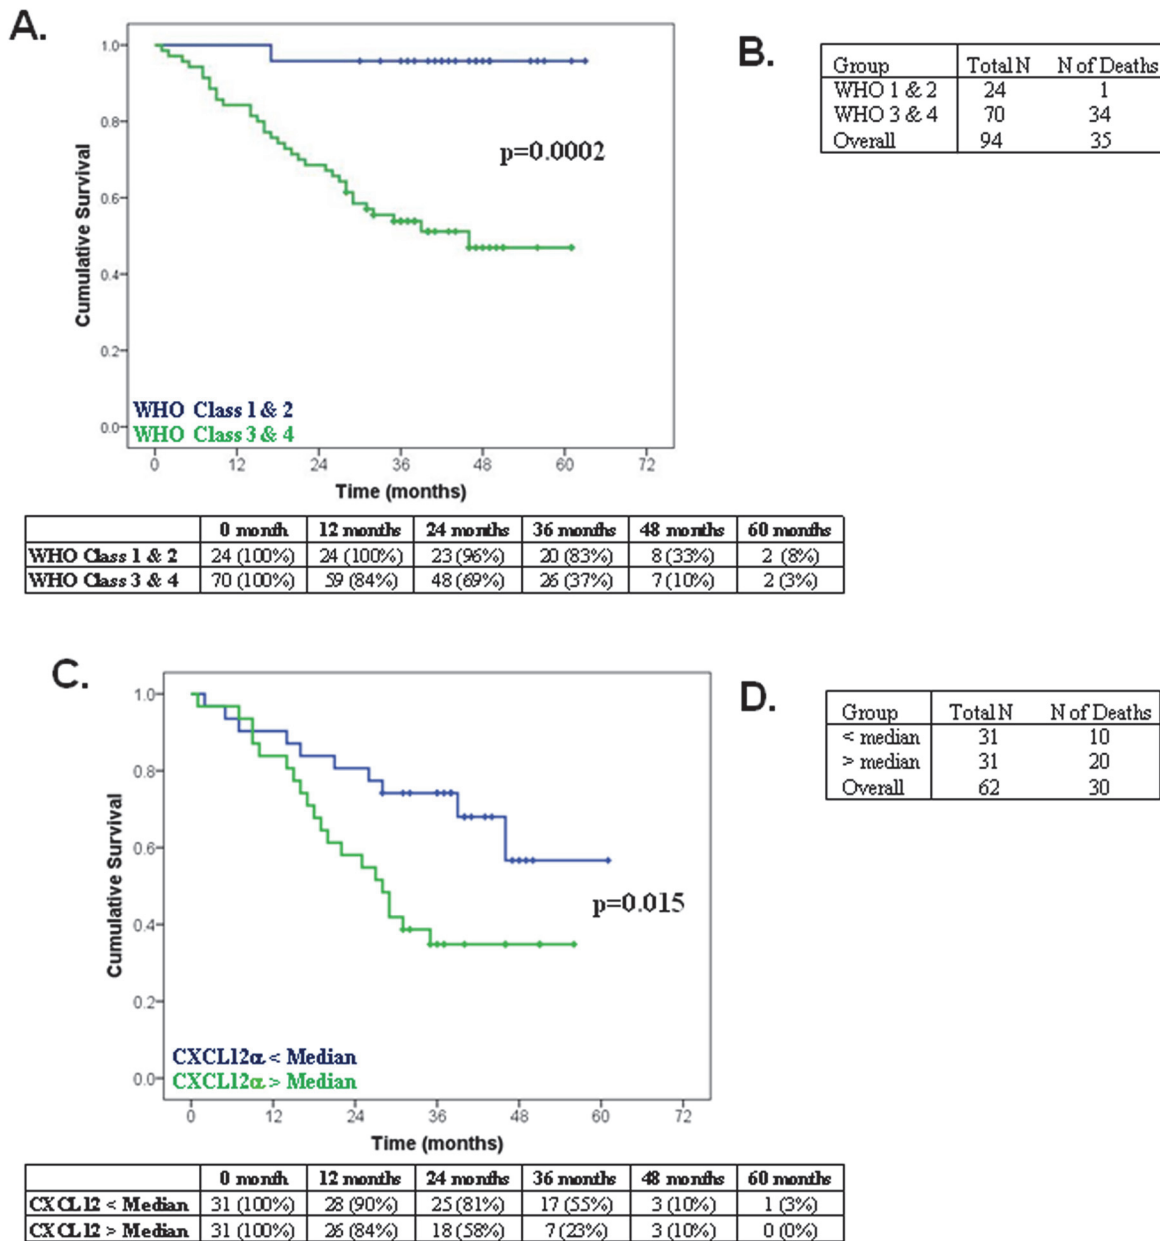 A.
1.0
0.8
0.6
0.4
0.2
0.0
Cumulative Survival
p=0.0002
WHO Class 1 & 2
WHO Class 3 & 4
0 12 24 36 48 60 72
Time (months)
0 month 12 months 24 months 36 months 48 months 60 months
WHO Class 1 & 2 24 (100%) 24 (100%) 23 (96%) 20 (83%) 8 (33%) 2 (8%)
WHO Class 3 & 4 70 (100%) 59 (84%) 48 (69%) 26 (37%) 7 (10%) 2 (3%)
B.
Group Total N N of Deaths
WHO 1 & 2 24 1
WHO 3 & 4 70 34
Overall 94 35
C.
1.0
0.8
0.6
0.4
0.2
0.0
Cumulative Survival
p=0.015
CXCL12α < Median
CXCL12α > Median
0 12 24 36 48 60 72
Time (months)
0 month 12 months 24 months 36 months 48 months 60 months
CXCL12 < Median 31 (100%) 28 (90%) 25 (81%) 17 (55%) 3 (10%) 1 (3%)
CXCL12 > Median 31 (100%) 26 (84%) 18 (58%) 7 (23%) 3 (10%) 0 (0%)
D.
Group Total N N of Deaths
< median 31 10
> median 31 20
Overall 62 30